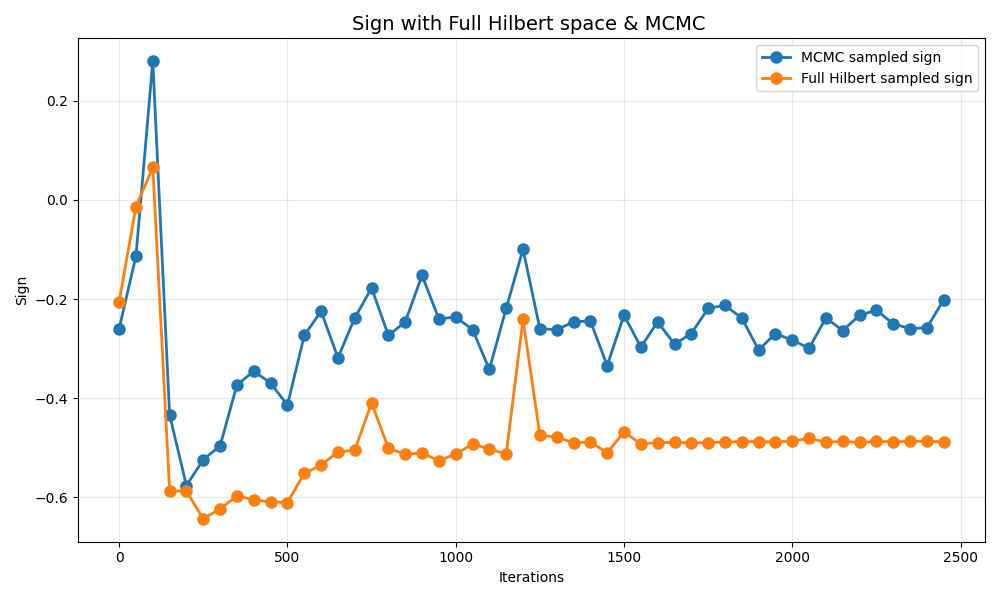 Sign with Full Hilbert space & MCMC
MCMC sampled sign
Full Hilbert sampled sign
Sign
0.2
0.0
−0.2
−0.4
−0.6
0
500
1000
1500
2000
2500
Iterations